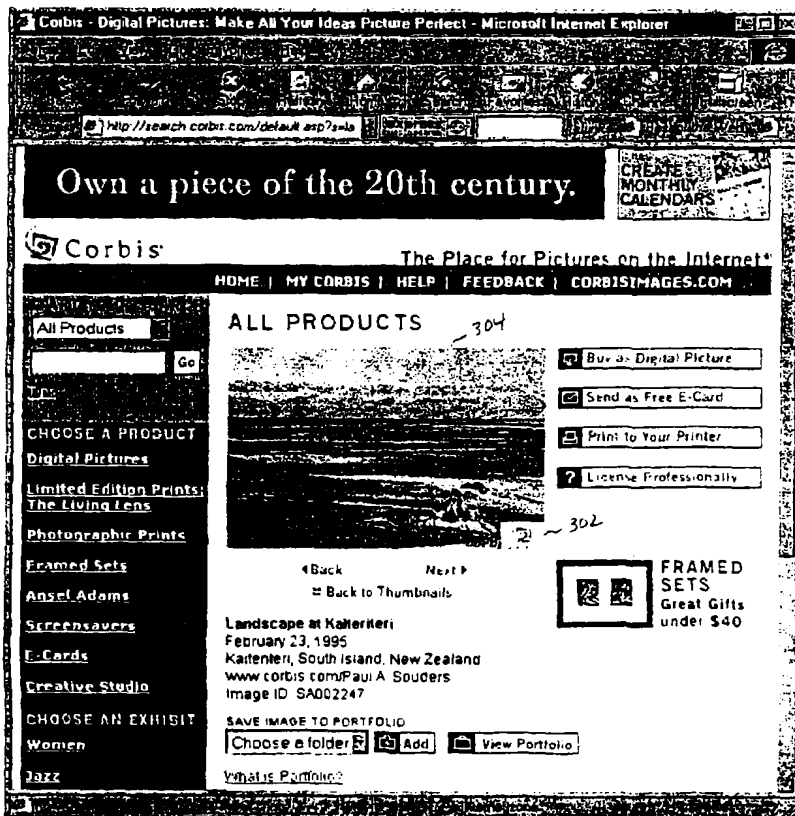 Corbis - Digital Pictures: Make All Your Ideas Picture Perfect - Microsoft Internet Explorer
http://search.corbis.com/default.asp?s=la
Own a piece of the 20th century.
CREATE MONTHLY CALENDARS
Corbis
The Place for Pictures on the Internet
HOME | MY CORBIS | HELP | FEEDBACK | CORBISIMAGES.COM
All Products
Go
CHOOSE A PRODUCT
Digital Pictures
Limited Edition Prints:
The Living Lens
Photographic Prints
Framed Sets
Ansel Adams
Screensavers
E-Cards
Creative Studio
CHOOSE AN EXHIBIT
Women
Jazz
ALL PRODUCTS
304
302
Back Next
Back to Thumbnails
Landscape at Kaiteriteri
February 23, 1995
Kaiteriteri, South Island, New Zealand
www.corbis.com/Paul A. Souders
Image ID SA002247
SAVE IMAGE TO PORTFOLIO
Choose a folder Add View Portfolio
What is Portfolio?
Buy as Digital Picture
Send as Free E-Card
Print to Your Printer
? License Professionally
FRAMED
SETS
Great Gifts
under $40